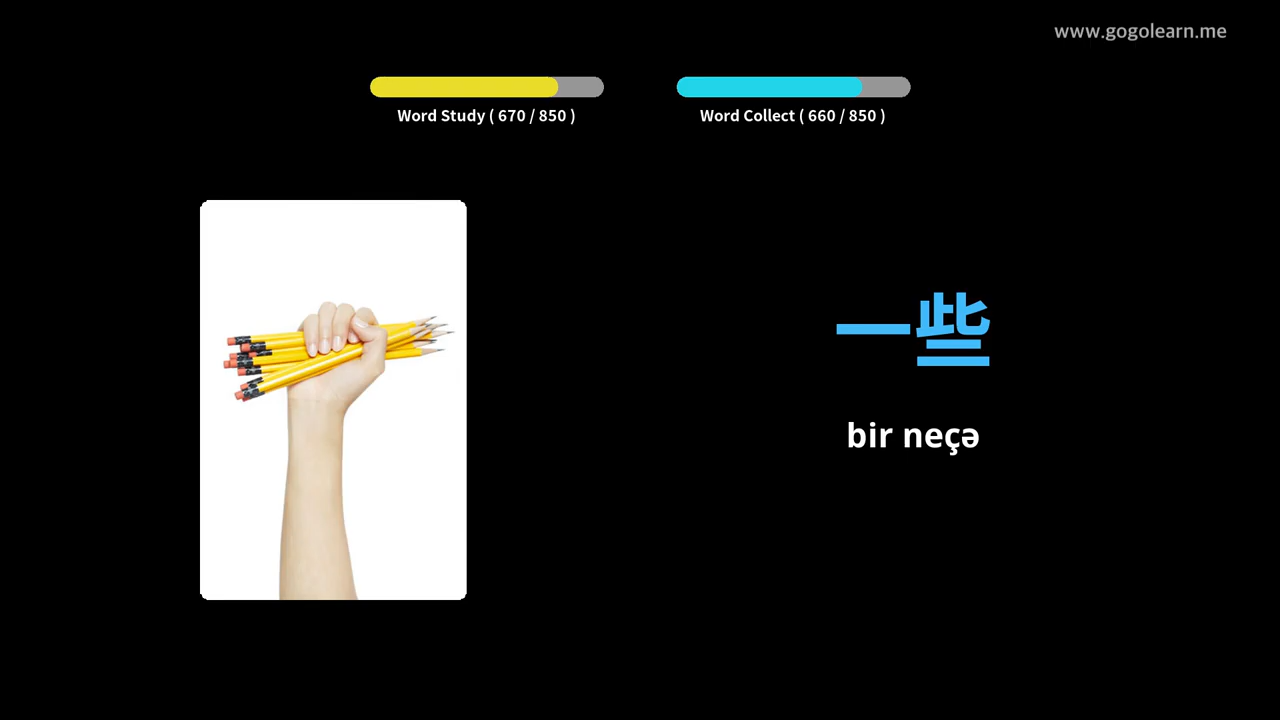 www.gogolearn.me
Word Study ( 670 / 850 )
Word Collect ( 660 / 850 )
一些
bir neçə